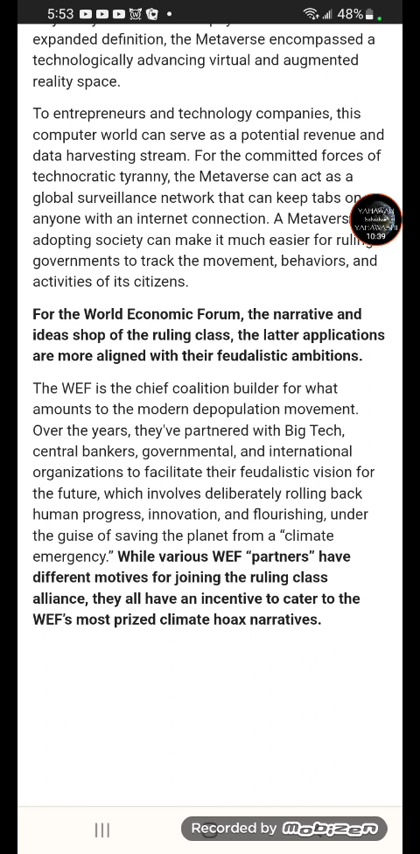 5:53
48%
expanded definition, the Metaverse encompassed a
technologically advancing virtual and augmented
reality space.
To entrepreneurs and technology companies, this
computer world can serve as a potential revenue and
data harvesting stream. For the committed forces of
technocratic tyranny, the Metaverse can act as a
global surveillance network that can keep tabs on
anyone with an internet connection. A Metavers
adopting society can make it much easier for ruling
governments to track the movement, behaviors, and
activities of its citizens.
YAHAWAH
YAHAWASHI
10:39
For the World Economic Forum, the narrative and
ideas shop of the ruling class, the latter applications
are more aligned with their feudalistic ambitions.
The WEF is the chief coalition builder for what
amounts to the modern depopulation movement.
Over the years, they've partnered with Big Tech,
central bankers, governmental, and international
organizations to facilitate their feudalistic vision for
the future, which involves deliberately rolling back
human progress, innovation, and flourishing, under
the guise of saving the planet from a “climate
emergency.” While various WEF “partners” have
different motives for joining the ruling class
alliance, they all have an incentive to cater to the
WEF’s most prized climate hoax narratives.
Recorded by mobizen